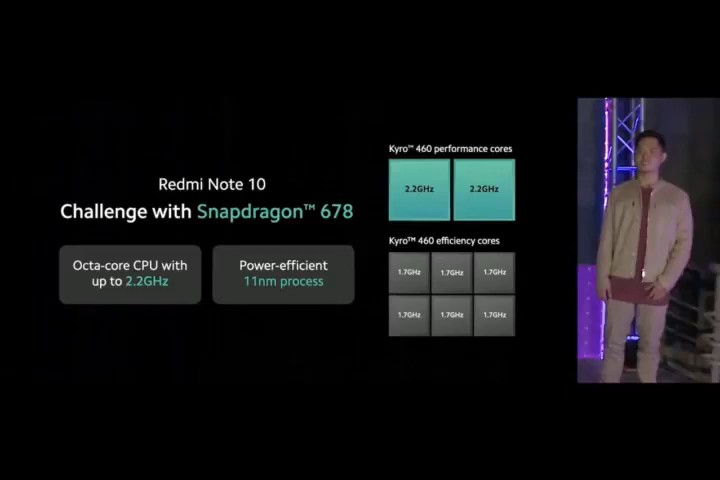 Redmi Note 10
Challenge with Snapdragon™ 678
Octa-core CPU with
up to 2.2GHz
Power-efficient
11nm process
Kyro™ 460 performance cores
2.2GHz 2.2GHz
Kyro™ 460 efficiency cores
1.7GHz 1.7GHz 1.7GHz
1.7GHz 1.7GHz 1.7GHz